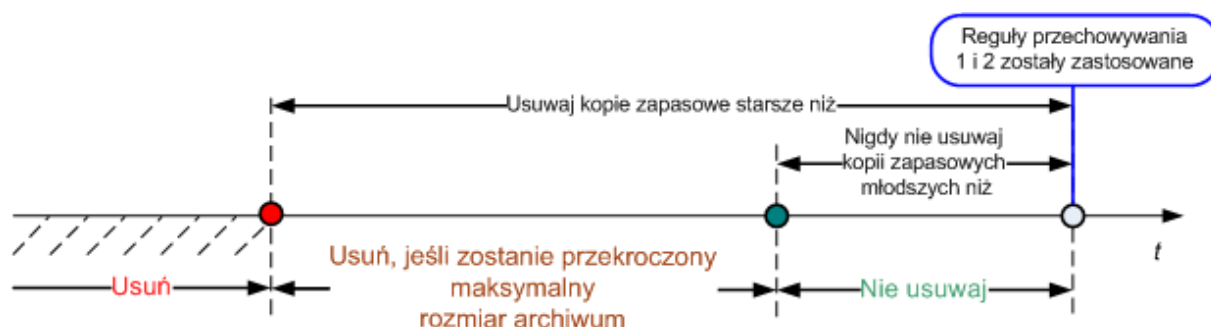 Reguły przechowywania
1 i 2 zostały zastosowane
Usuwaj kopie zapasowe starsze niż
Nigdy nie usuwaj
kopii zapasowych
młodszych niż
t
Usuń
Usuń, jeśli zostanie przekroczony
maksymalny
rozmiar archiwum
Nie usuwaj